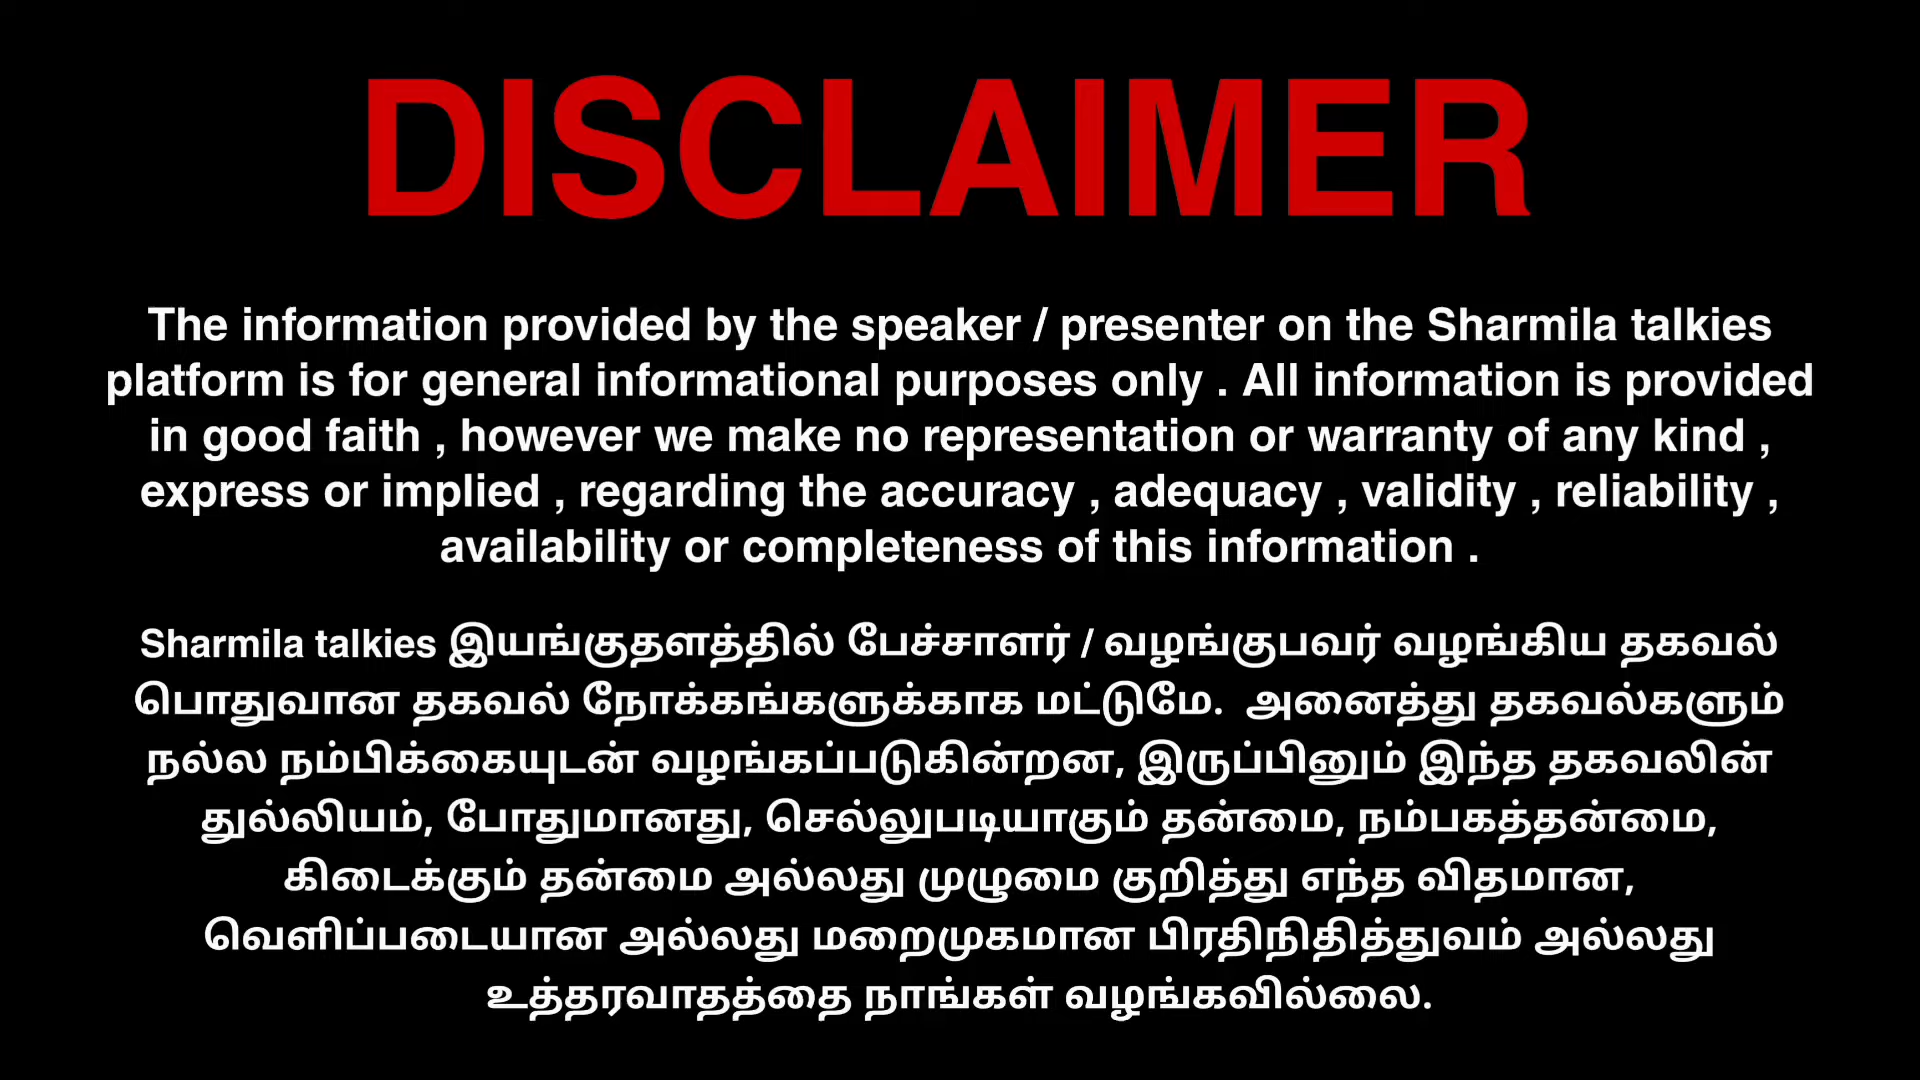 DISCLAIMER
The information provided by the speaker / presenter on the Sharmila talkies
platform is for general informational purposes only . All information is provided
in good faith , however we make no representation or warranty of any kind ,
express or implied , regarding the accuracy , adequacy , validity , reliability ,
availability or completeness of this information .
Sharmila talkies இயங்குதளத்தில் பேச்சாளர் / வழங்குபவர் வழங்கிய தகவல்
பொதுவான தகவல் நோக்கங்களுக்காக மட்டுமே.  அனைத்து தகவல்களும்
நல்ல நம்பிக்கையுடன் வழங்கப்படுகின்றன, இருப்பினும் இந்த தகவலின்
துல்லியம், போதுமானது, செல்லுபடியாகும் தன்மை, நம்பகத்தன்மை,
கிடைக்கும் தன்மை அல்லது முழுமை குறித்து எந்த விதமான,
வெளிப்படையான அல்லது மறைமுகமான பிரதிநிதித்துவம் அல்லது
உத்தரவாதத்தை நாங்கள் வழங்கவில்லை.